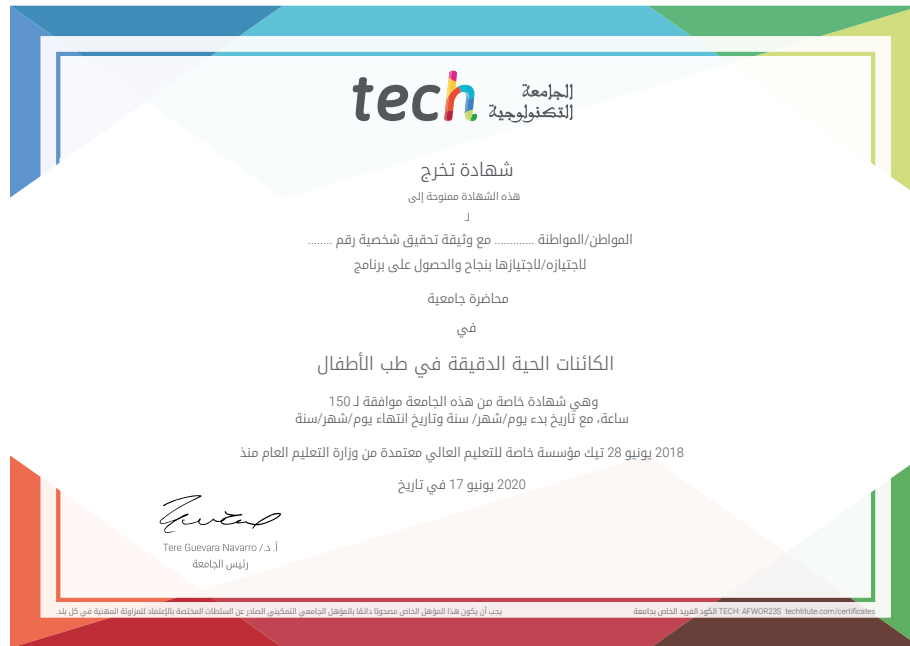 tech الجامعة
التكنولوجية
شهادة تخرج
هذه الشهادة ممنوحة إلى
لـ
المواطن/المواطنة ............ مع وثيقة تحقيق شخصية رقم ........
لاجتيازه/لاجتيازها بنجاح والحصول على برنامج
محاضرة جامعية
في
الكائنات الحية الدقيقة في طب الأطفال
وهي شهادة خاصة من هذه الجامعة موافقة لـ 150
ساعة، مع تاريخ بدء يوم/شهر/ سنة وتاريخ انتهاء يوم/شهر/سنة
تيك مؤسسة خاصة للتعليم العالي معتمدة من وزارة التعليم العام منذ 28 يونيو 2018
في تاريخ 17 يونيو 2020
أ.د./ Tere Guevara Navarro
رئيس الجامعة
يجب أن يكون هذا المؤهل الخاص مصحوبًا دائمًا بالمؤهل الجامعي التمكيني الصادر عن السلطات المختصة بالإعتماد للمزاولة المهنية في كل بلد.
الكود الفريد الخاص بجامعة TECH: AFWOR23S techtitute.com/certificates